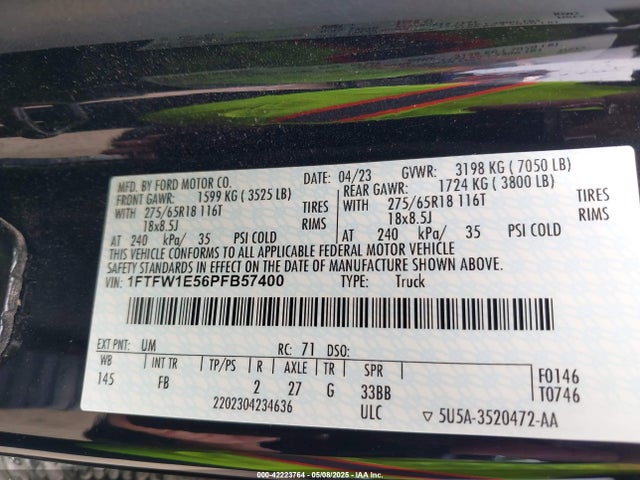 MFD. BY FORD MOTOR CO.
DATE: 04/23 GVWR: 3198 KG ( 7050 LB)
FRONT GAWR: 1599 KG ( 3525 LB) REAR GAWR: 1724 KG ( 3800 LB)
WITH 275/65R18 116T TIRES WITH 275/65R18 116T TIRES
18x8.5J RIMS 18x8.5J RIMS
AT 240 kPa/ 35 PSI COLD AT 240 kPa/ 35 PSI COLD
THIS VEHICLE CONFORMS TO ALL APPLICABLE FEDERAL MOTOR VEHICLE
SAFETY STANDARDS IN EFFECT ON THE DATE OF MANUFACTURE SHOWN ABOVE.
VIN: 1FTFW1E56PFB57400 TYPE: Truck
EXT PNT: UM RC: 71 DSO:
WB INT TR TP/PS R AXLE TR SPR F0146
145 FB 2 27 G 33BB T0746
2202304234636 ULC ▽ 5U5A-3520472-AA
000-42223764 - 05/08/2025 - IAA Inc.